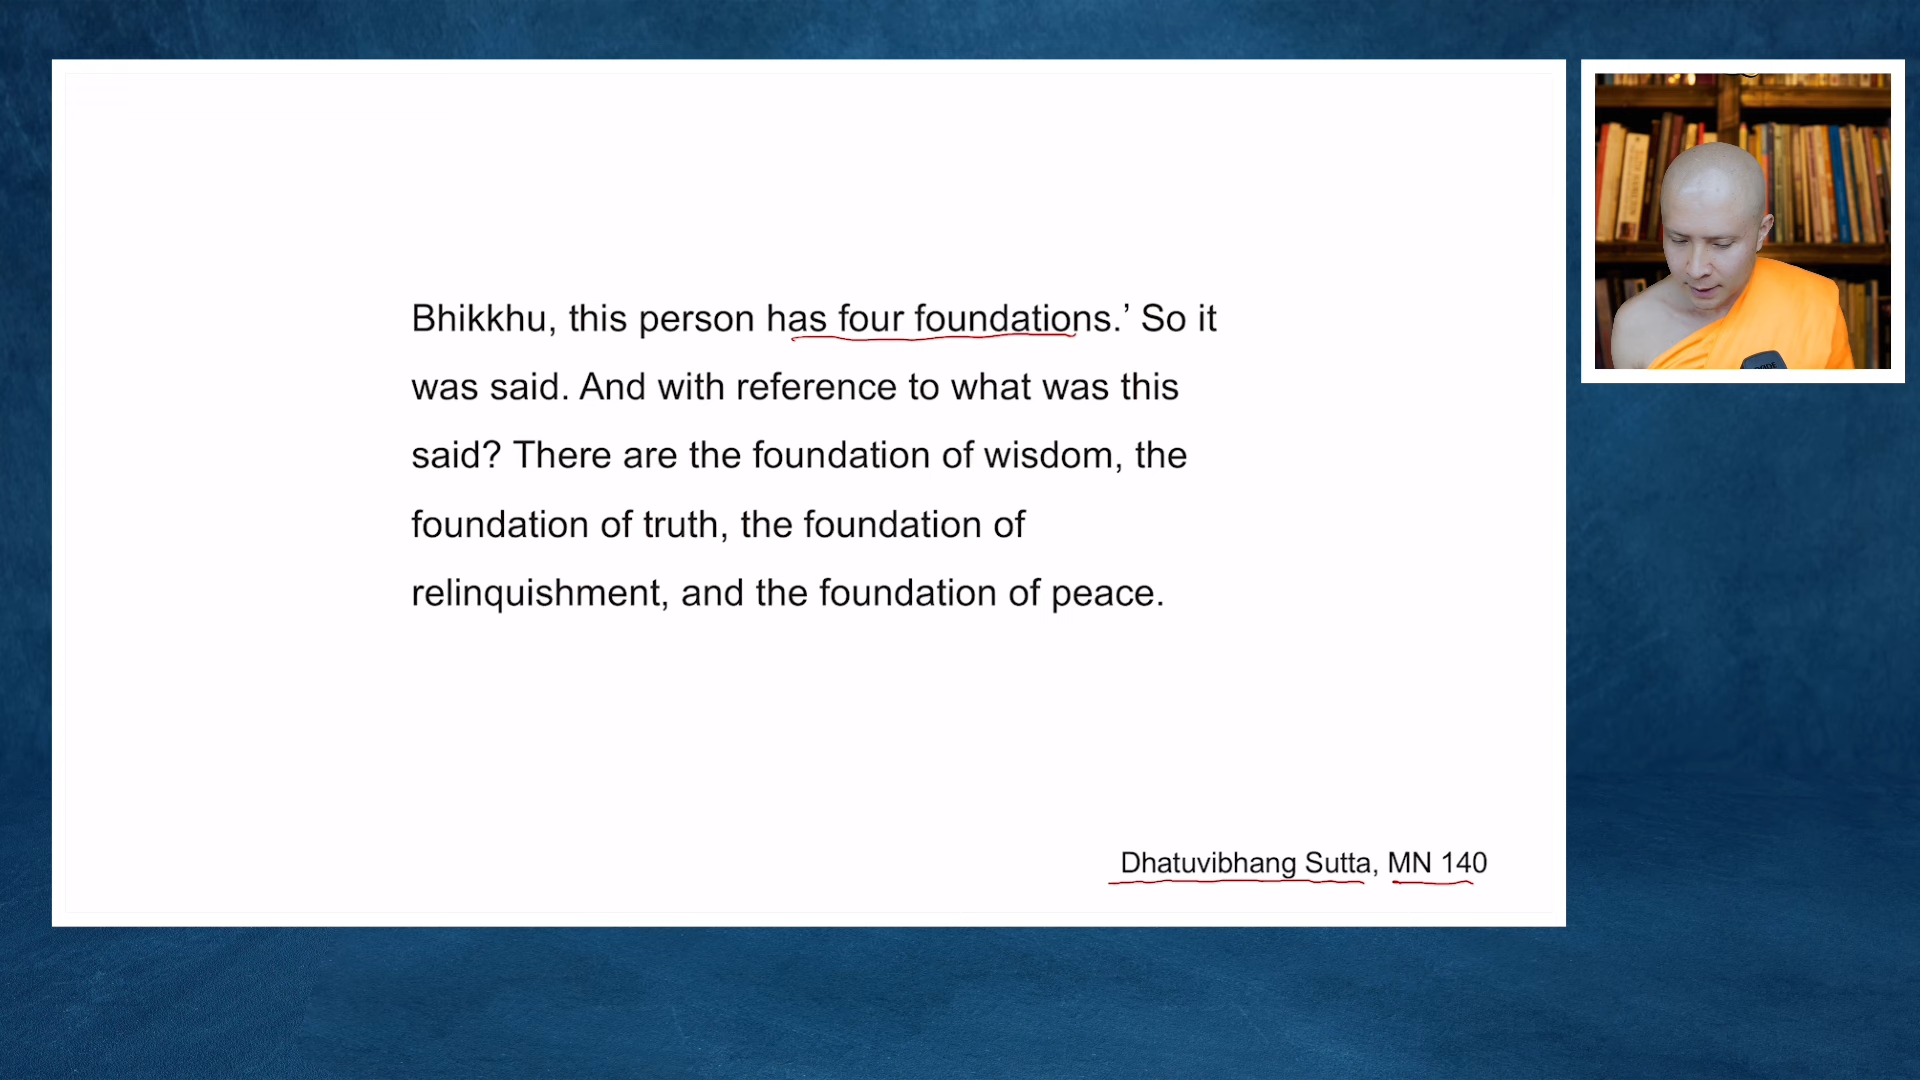 Bhikkhu, this person has four foundations.’ So it
was said. And with reference to what was this
said? There are the foundation of wisdom, the
foundation of truth, the foundation of
relinquishment, and the foundation of peace.
Dhatuvibhang Sutta, MN 140